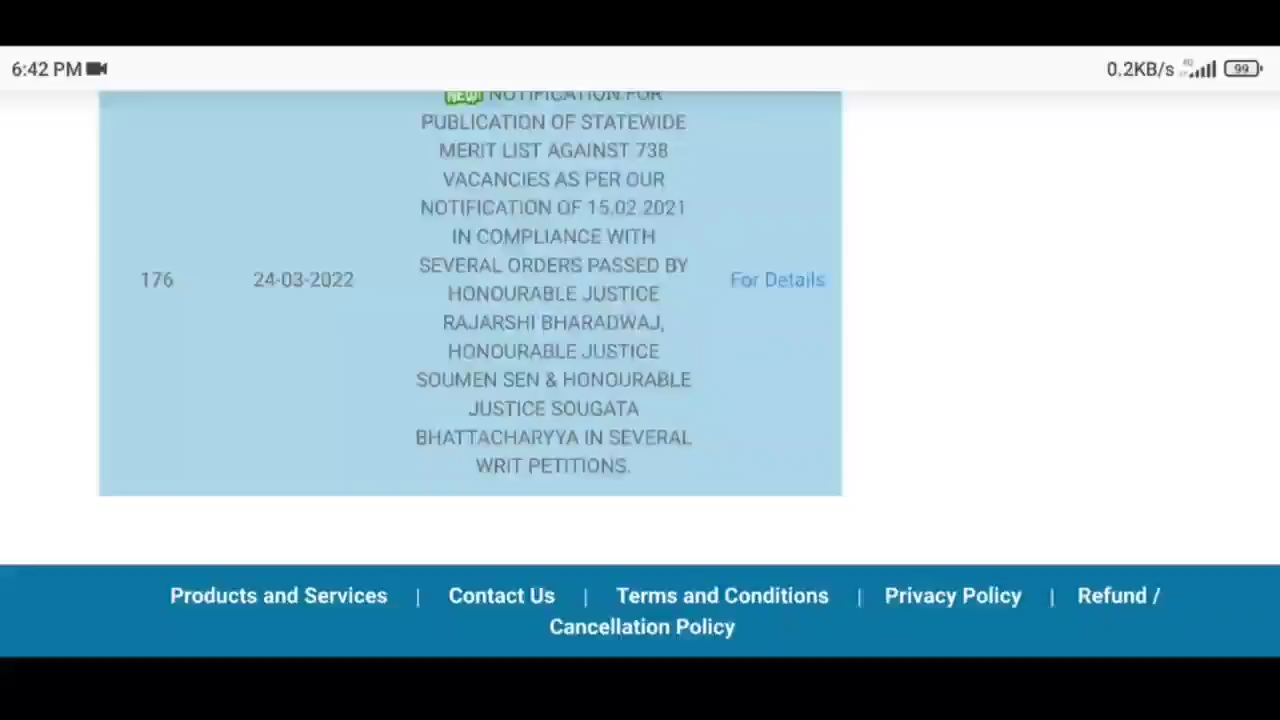 6:42 PM
0.2KB/s 4G 99
NEW! NOTIFICATION FOR
PUBLICATION OF STATEWIDE
MERIT LIST AGAINST 738
VACANCIES AS PER OUR
NOTIFICATION OF 15.02.2021
IN COMPLIANCE WITH
SEVERAL ORDERS PASSED BY
HONOURABLE JUSTICE
RAJARSHI BHARADWAJ,
HONOURABLE JUSTICE
SOUMEN SEN & HONOURABLE
JUSTICE SOUGATA
BHATTACHARYYA IN SEVERAL
WRIT PETITIONS.
176
24-03-2022
For Details
Products and Services | Contact Us | Terms and Conditions | Privacy Policy | Refund /
Cancellation Policy